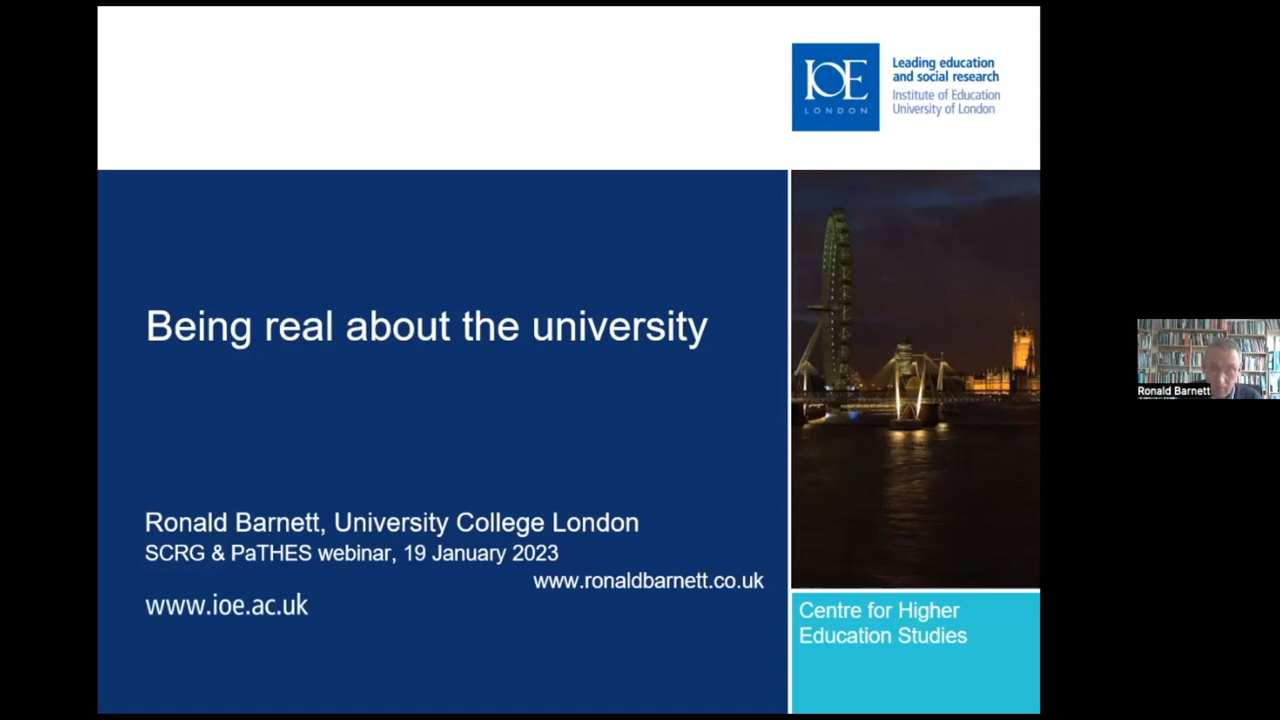 IOE
LONDON
Leading education
and social research
Institute of Education
University of London
Being real about the university
Ronald Barnett, University College London
SCRG & PaTHES webinar, 19 January 2023
www.ronaldbarnett.co.uk
www.ioe.ac.uk
Centre for Higher
Education Studies
Ronald Barnett